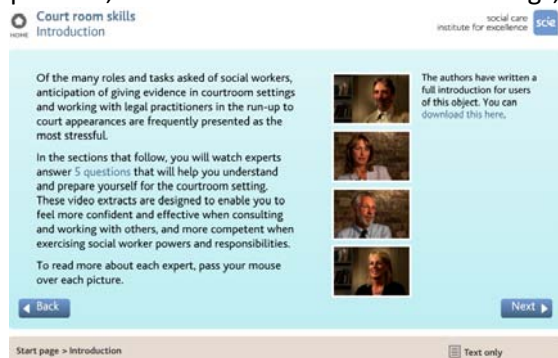 Court room skills
Introduction
HOME
social care
institute for excellence
scie
Of the many roles and tasks asked of social workers,
anticipation of giving evidence in courtroom settings
and working with legal practitioners in the run-up to
court appearances are frequently presented as the
most stressful.
In the sections that follow, you will watch experts
answer 5 questions that will help you understand
and prepare yourself for the courtroom setting.
These video extracts are designed to enable you to
feel more confident and effective when consulting
and working with others, and more competent when
exercising social worker powers and responsibilities.
To read more about each expert, pass your mouse
over each picture.
The authors have written a
full introduction for users
of this object. You can
download this here.
Back
Next
Start page > Introduction
Text only